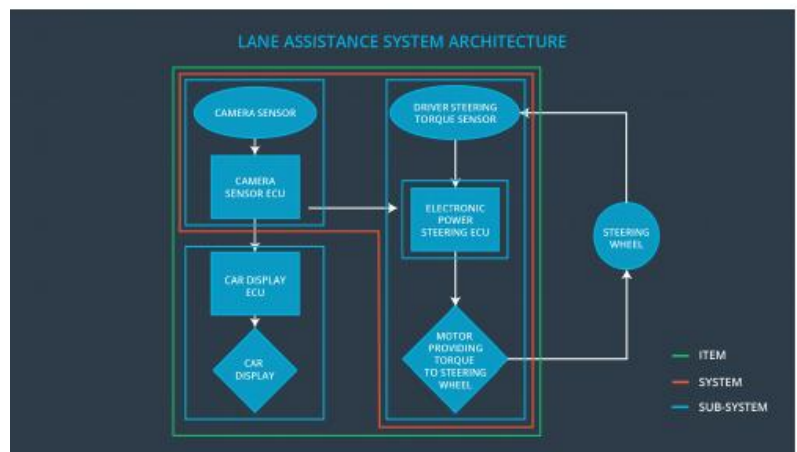 LANE ASSISTANCE SYSTEM ARCHITECTURE
CAMERA SENSOR
CAMERA
SENSOR ECU
CAR DISPLAY
ECU
CAR
DISPLAY
DRIVER STEERING
TORQUE SENSOR
ELECTRONIC
POWER
STEERING ECU
MOTOR
PROVIDING
TORQUE
TO STEERING
WHEEL
STEERING
WHEEL
ITEM
SYSTEM
SUB-SYSTEM